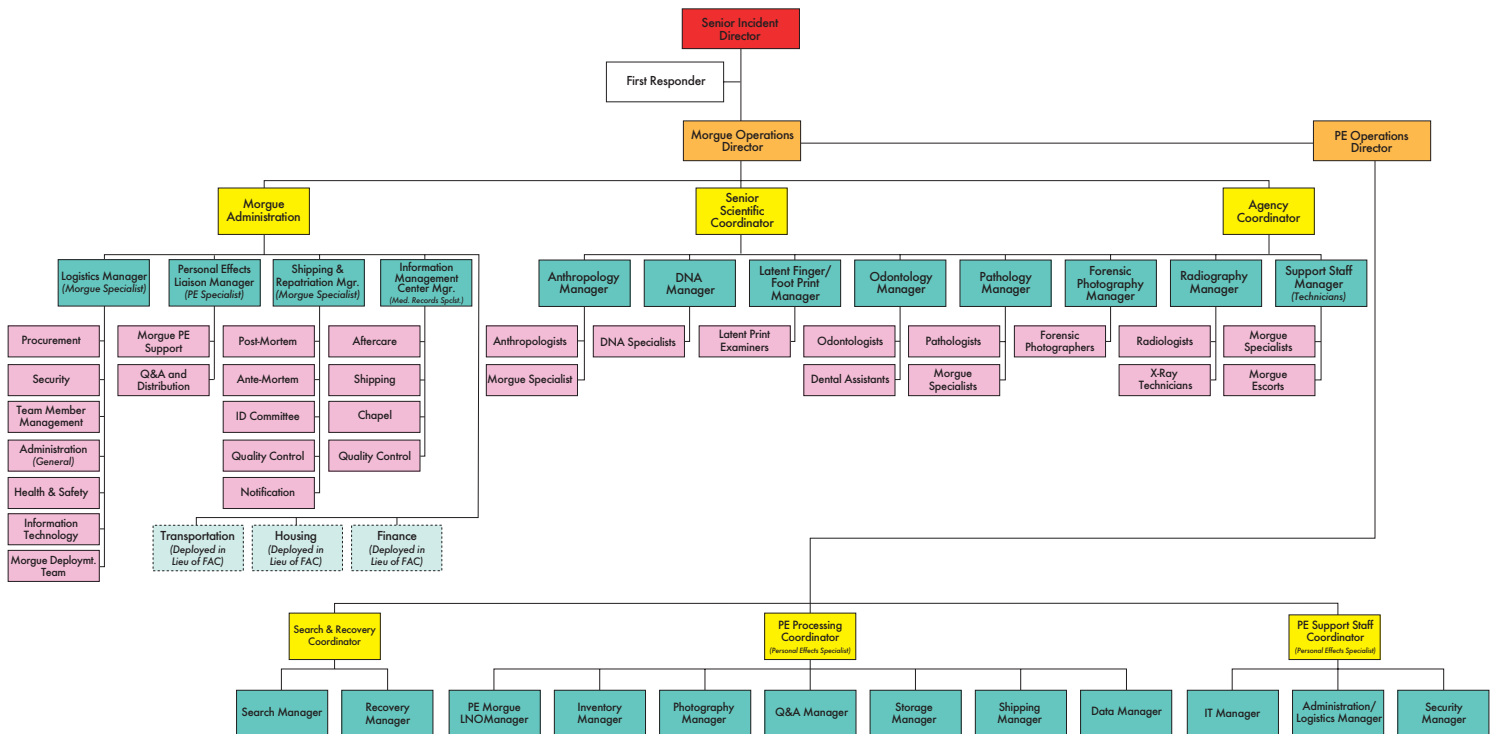 Senior Incident
Director
First Responder
Morgue Operations
Director
PE Operations
Director
Morgue
Administration
Senior
Scientific
Coordinator
Agency
Coordinator
Logistics Manager
(Morgue Specialist)
Personal Effects
Liaison Manager
(PE Specialist)
Shipping &
Repatriation Mgr.
(Morgue Specialist)
Information
Management
Center Mgr.
(Med. Records Spclst.)
Anthropology
Manager
DNA
Manager
Latent Finger/
Foot Print
Manager
Odontology
Manager
Pathology
Manager
Forensic
Photography
Manager
Radiography
Manager
Support Staff
Manager
(Technicians)
Procurement
Security
Team Member
Management
Administration
(General)
Health & Safety
Information
Technology
Morgue Deploymt.
Team
Morgue PE
Support
Q&A and
Distribution
Post-Mortem
Ante-Mortem
ID Committee
Quality Control
Notification
Aftercare
Shipping
Chapel
Quality Control
Anthropologists
Morgue Specialist
DNA Specialists
Latent Print
Examiners
Odontologists
Dental Assistants
Pathologists
Morgue
Specialists
Forensic
Photographers
Radiologists
X-Ray
Technicians
Morgue
Specialists
Morgue
Escorts
Transportation
(Deployed in
Lieu of FAC)
Housing
(Deployed in
Lieu of FAC)
Finance
(Deployed in
Lieu of FAC)
Search & Recovery
Coordinator
PE Processing
Coordinator
(Personal Effects Specialist)
PE Support Staff
Coordinator
(Personal Effects Specialist)
Search Manager
Recovery
Manager
PE Morgue
LNOManager
Inventory
Manager
Photography
Manager
Q&A Manager
Storage
Manager
Shipping
Manager
Data Manager
IT Manager
Administration/
Logistics Manager
Security
Manager